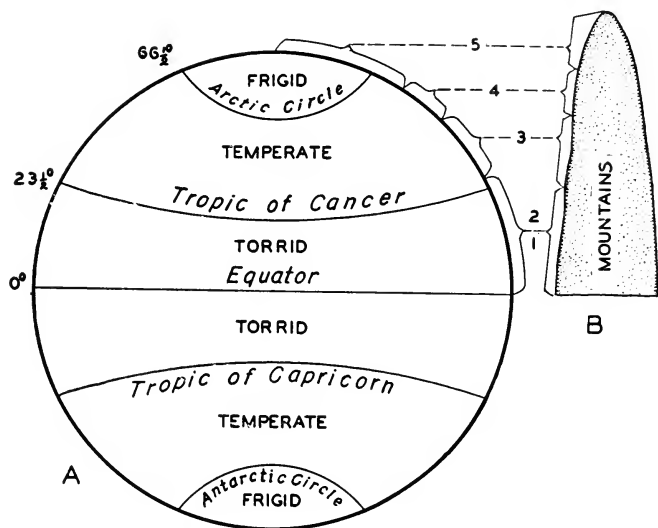 66½°
FRIGID
Arctic Circle
5
4
TEMPERATE
3
23½°
Tropic of Cancer
2
1
TORRID
Equator
0°
MOUNTAINS
TORRID
B
Tropic of Capricorn
TEMPERATE
A
Antarctic Circle
FRIGID